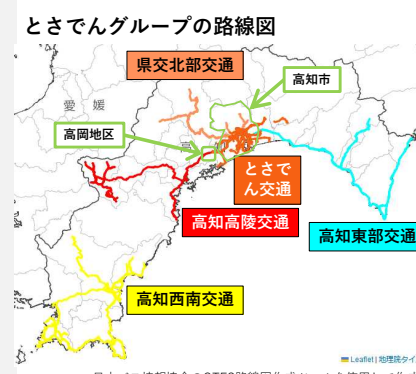 とさでんグループの路線図
県交北部交通
高知市
愛媛
高岡地区
高
とさで
ん交通
高知高陵交通
高知東部交通
高知西南交通
Leaflet | 地理院タイ